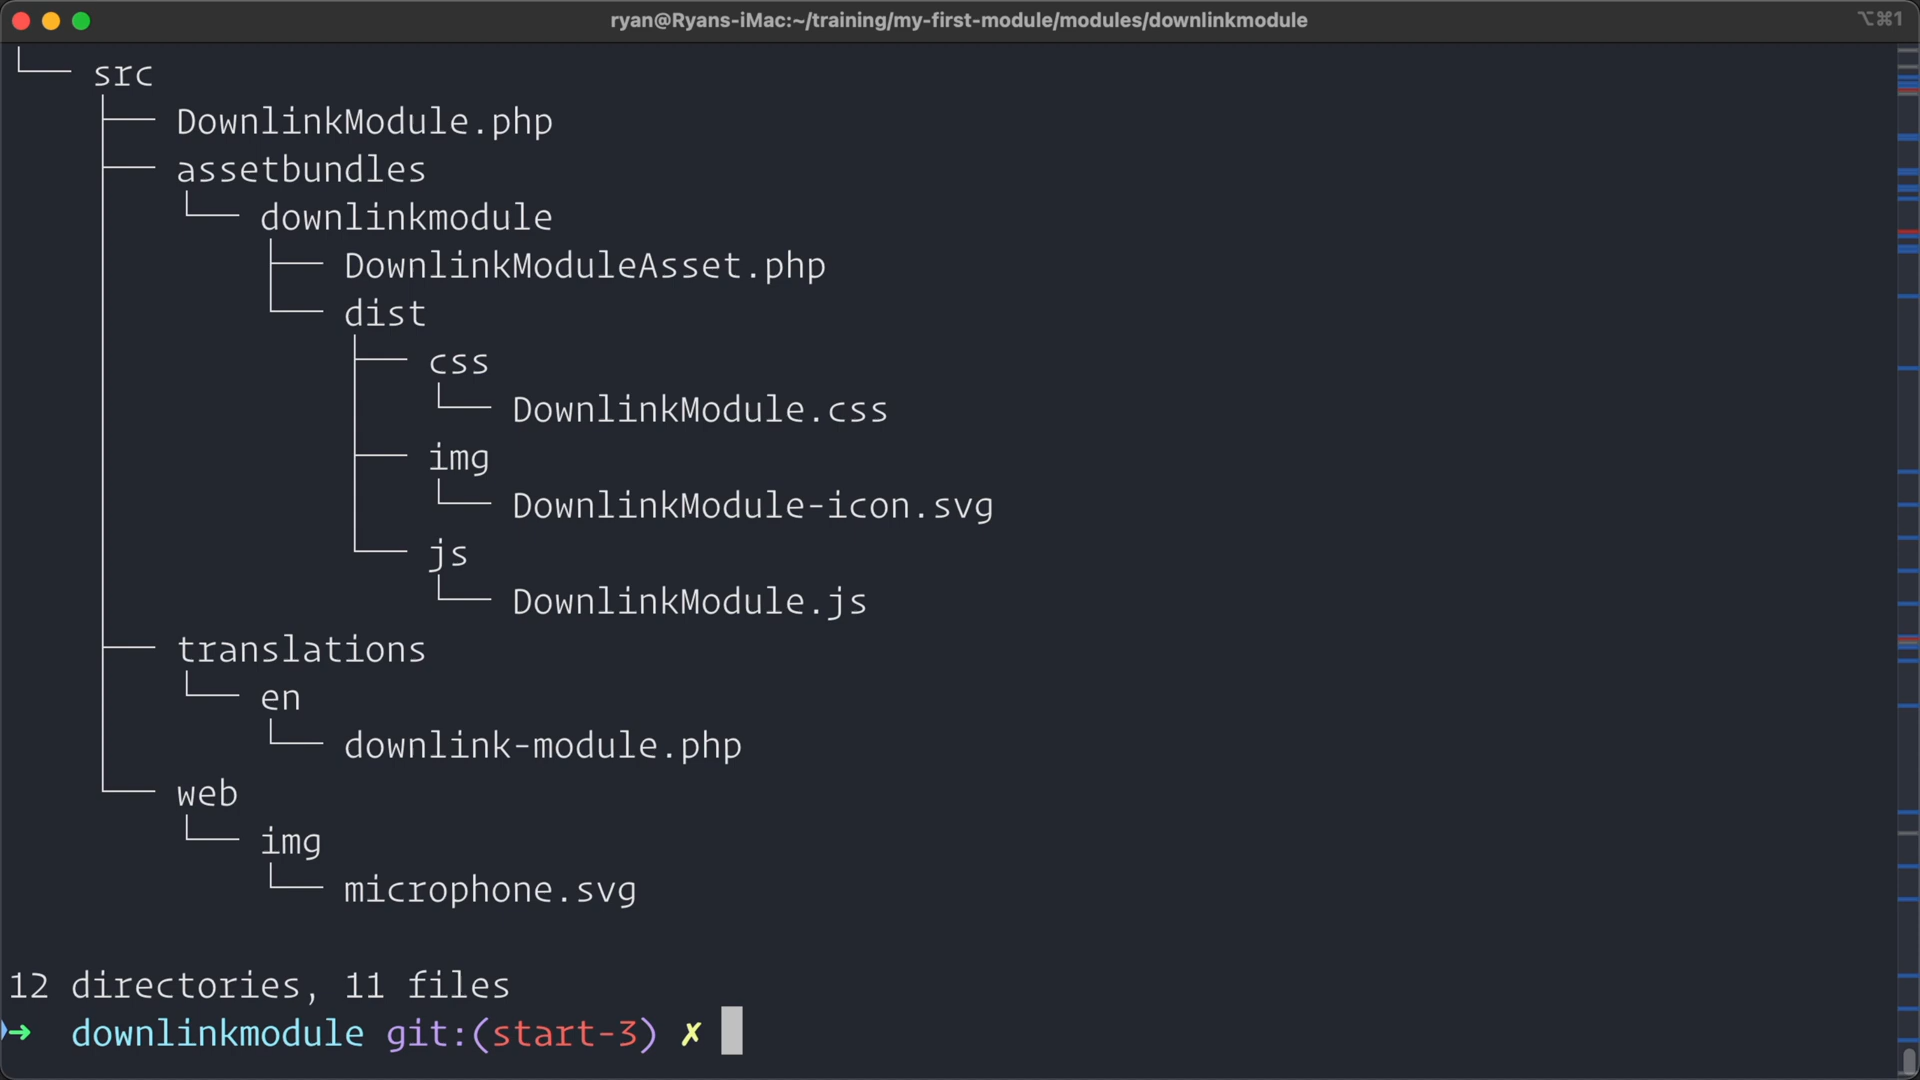 ryan@Ryans-iMac:~/training/my-first-module/modules/downlinkmodule
⌥⌘1
└── src
    ├── DownlinkModule.php
    ├── assetbundles
    │   └── downlinkmodule
    │       ├── DownlinkModuleAsset.php
    │       └── dist
    │           ├── css
    │           │   └── DownlinkModule.css
    │           ├── img
    │           │   └── DownlinkModule-icon.svg
    │           └── js
    │               └── DownlinkModule.js
    ├── translations
    │   └── en
    │       └── downlink-module.php
    └── web
        └── img
            └── microphone.svg
12 directories, 11 files
➜ downlinkmodule git:(start-3) ✗